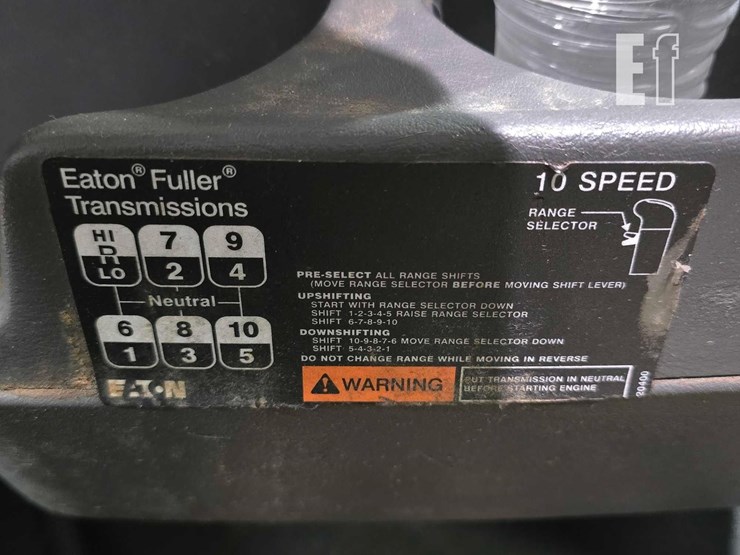 Ef
Eaton® Fuller®
Transmissions
10 SPEED
RANGE
SELECTOR
HI
R
LO
7
2
9
4
Neutral
6
1
8
3
10
5
EATON
PRE-SELECT ALL RANGE SHIFTS
(MOVE RANGE SELECTOR BEFORE MOVING SHIFT LEVER)
UPSHIFTING
START WITH RANGE SELECTOR DOWN
SHIFT 1-2-3-4-5 RAISE RANGE SELECTOR
SHIFT 6-7-8-9-10
DOWNSHIFTING
SHIFT 10-9-8-7-6 MOVE RANGE SELECTOR DOWN
SHIFT 5-4-3-2-1
DO NOT CHANGE RANGE WHILE MOVING IN REVERSE
WARNING
PUT TRANSMISSION IN NEUTRAL
BEFORE STARTING ENGINE
20400